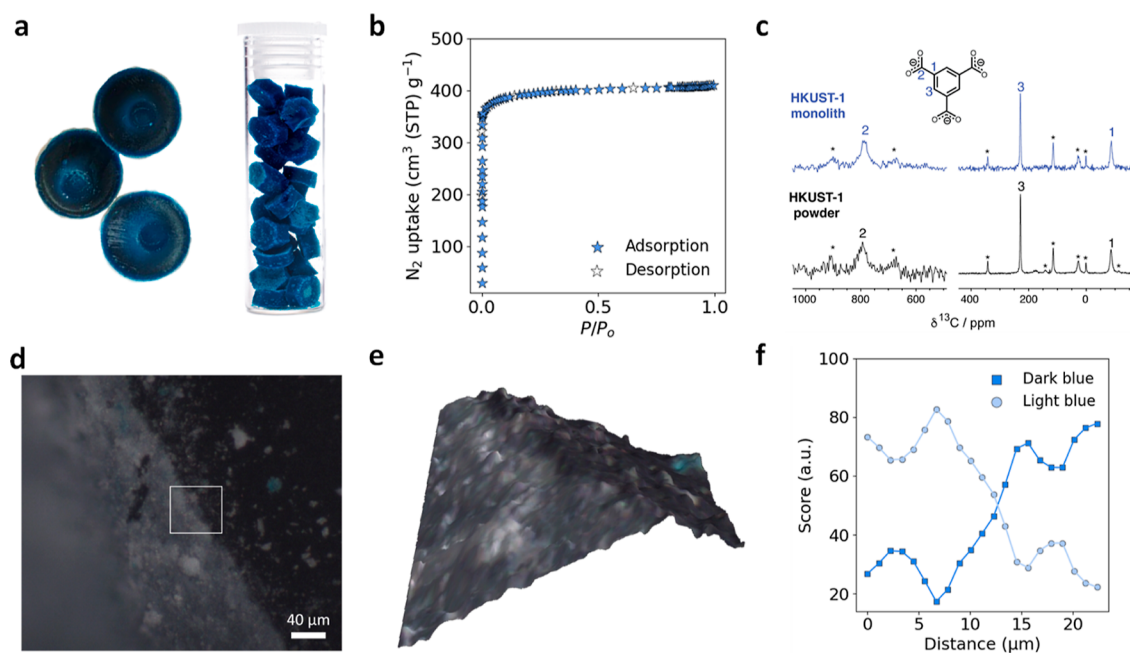 a
b
500
400
300
200
100
N₂ uptake (cm³ (STP) g⁻¹
Adsorption
Desorption
0.0
0.5
1.0
P/Pₒ
c
O
O
⊖
⊖
O
O
1
2
3
O
O
⊖
HKUST-1
monolith
*
2
*
*
3
*
*
*
1
HKUST-1
powder
*
2
*
*
3
*
*
*
*
1
*
1000
800
600
400
200
0
δ ¹³C / ppm
d
40 µm
e
f
100
80
60
40
20
Score (a.u.)
Dark blue
Light blue
0
5
10
15
20
Distance (µm)